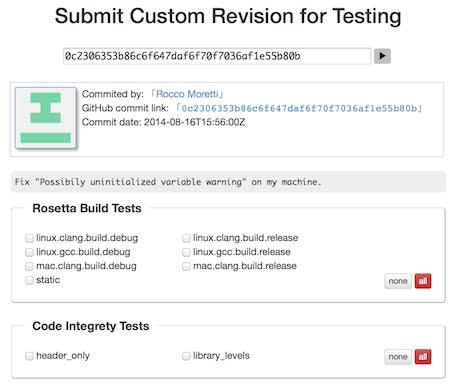 Submit Custom Revision for Testing
0c2306353b86c6f647daf6f70f7036af1e55b80b
Commited by: 「Rocco Moretti」
GitHub commit link: 「0c2306353b86c6f647daf6f70f7036af1e55b80b」
Commit date: 2014-08-16T15:56:00Z
Fix "Possibily uninitialized variable warning" on my machine.
Rosetta Build Tests
linux.clang.build.debug linux.clang.build.release
linux.gcc.build.debug linux.gcc.build.release
mac.clang.build.debug mac.clang.build.release
static none all
Code Integrety Tests
header_only library_levels none all